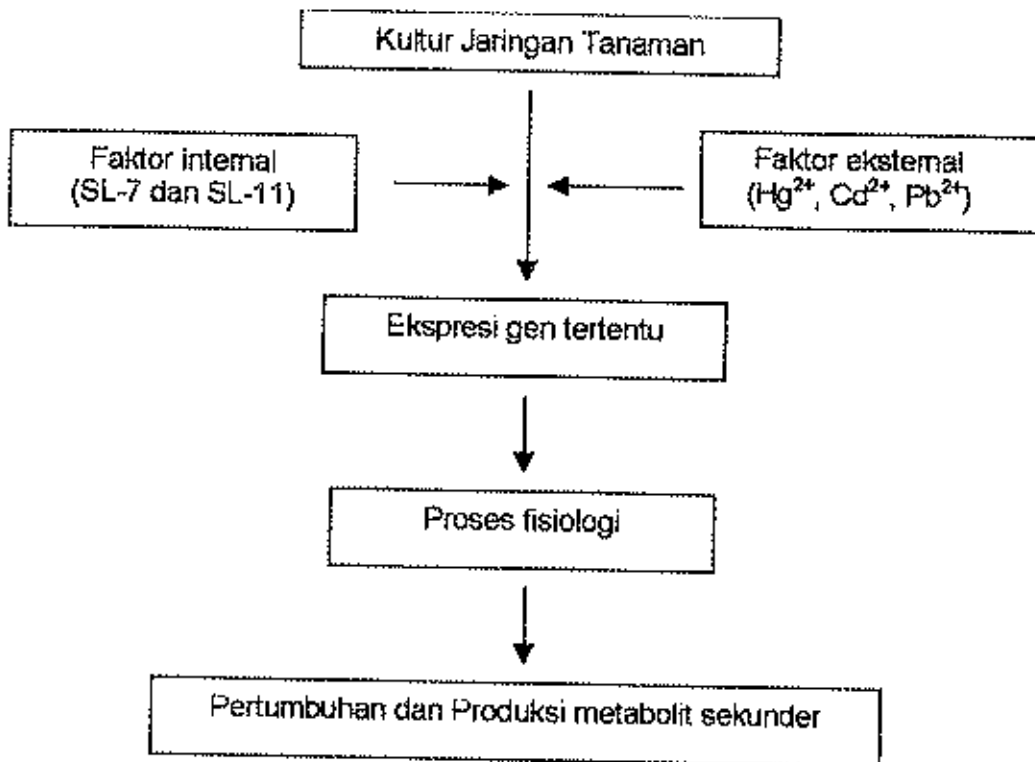 Kultur Jaringan Tanaman
Faktor internal
(SL-7 dan SL-11)
Faktor eksternal
(Hg²⁺, Cd²⁺, Pb²⁺)
Ekspresi gen tertentu
Proses fisiologi
Pertumbuhan dan Produksi metabolit sekunder